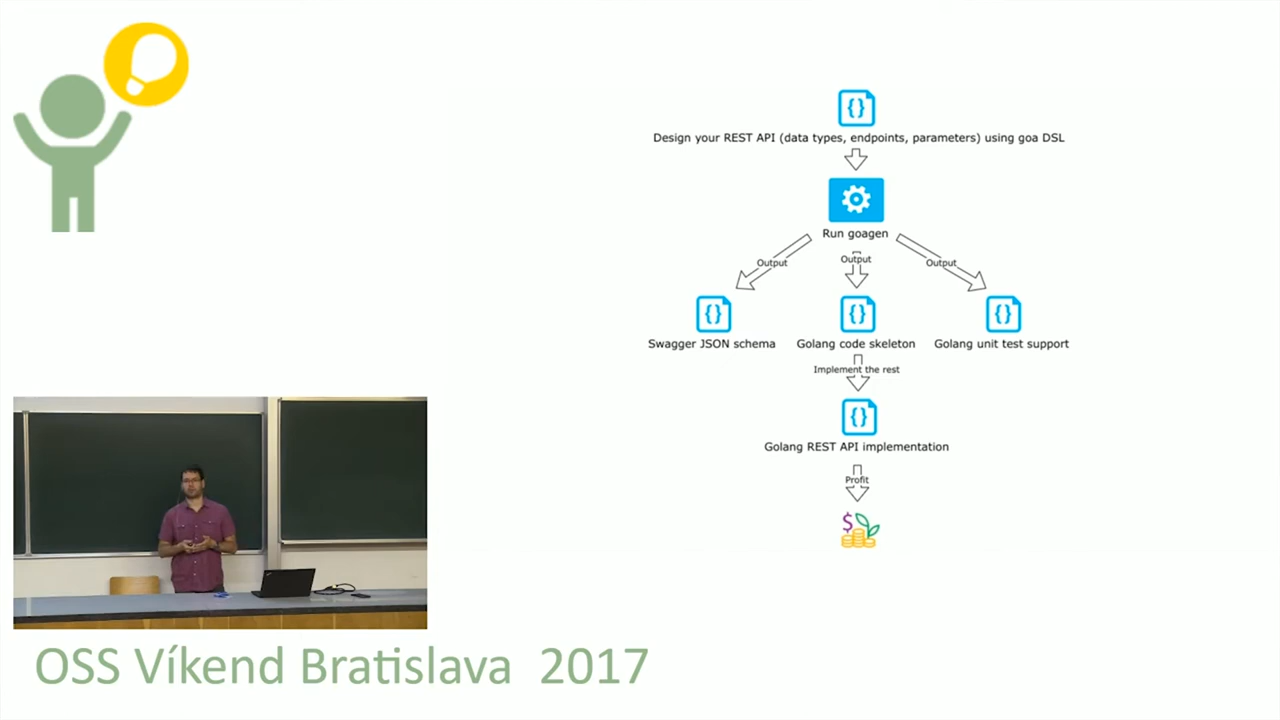 Design your REST API (data types, endpoints, parameters) using goa DSL
Run goagen
Output
Output
Output
Swagger JSON schema
Golang code skeleton
Golang unit test support
Implement the rest
Golang REST API implementation
Profit
$
OSS Víkend Bratislava 2017